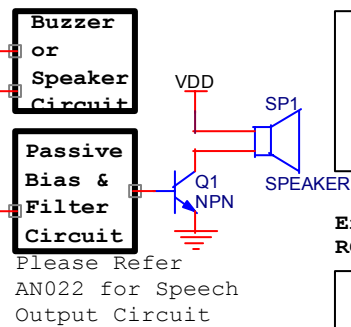 Buzzer
or
Speaker
Circuit
VDD
SP1
SPEAKER
Passive
Bias &
Filter
Circuit
Q1
NPN
Please Refer
AN022 for Speech
Output Circuit